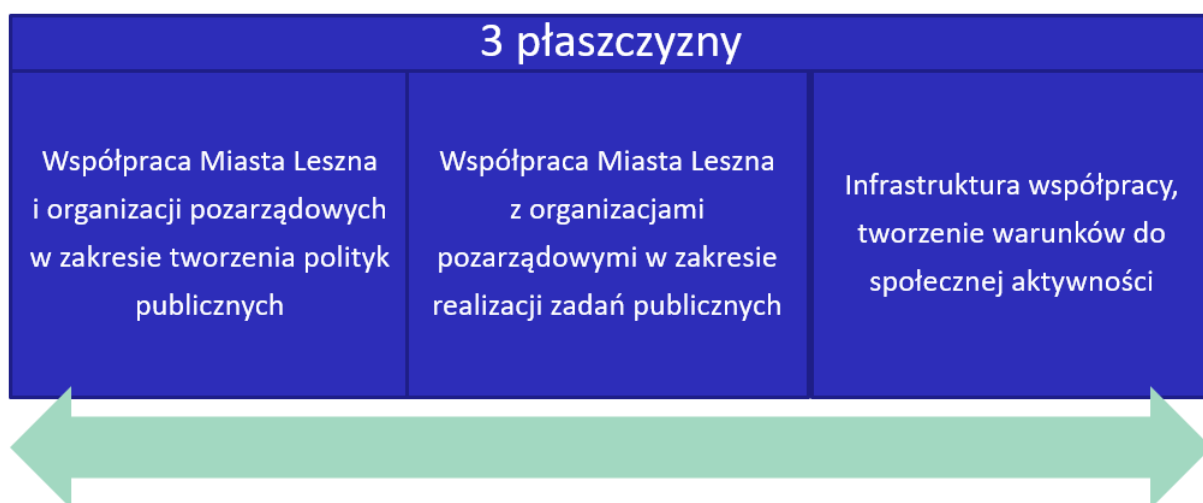 3 płaszczyzny
Współpraca Miasta Leszna
i organizacji pozarządowych
w zakresie tworzenia polityk
publicznych
Współpraca Miasta Leszna
z organizacjami
pozarządowymi w zakresie
realizacji zadań publicznych
Infrastruktura współpracy,
tworzenie warunków do
społecznej aktywności